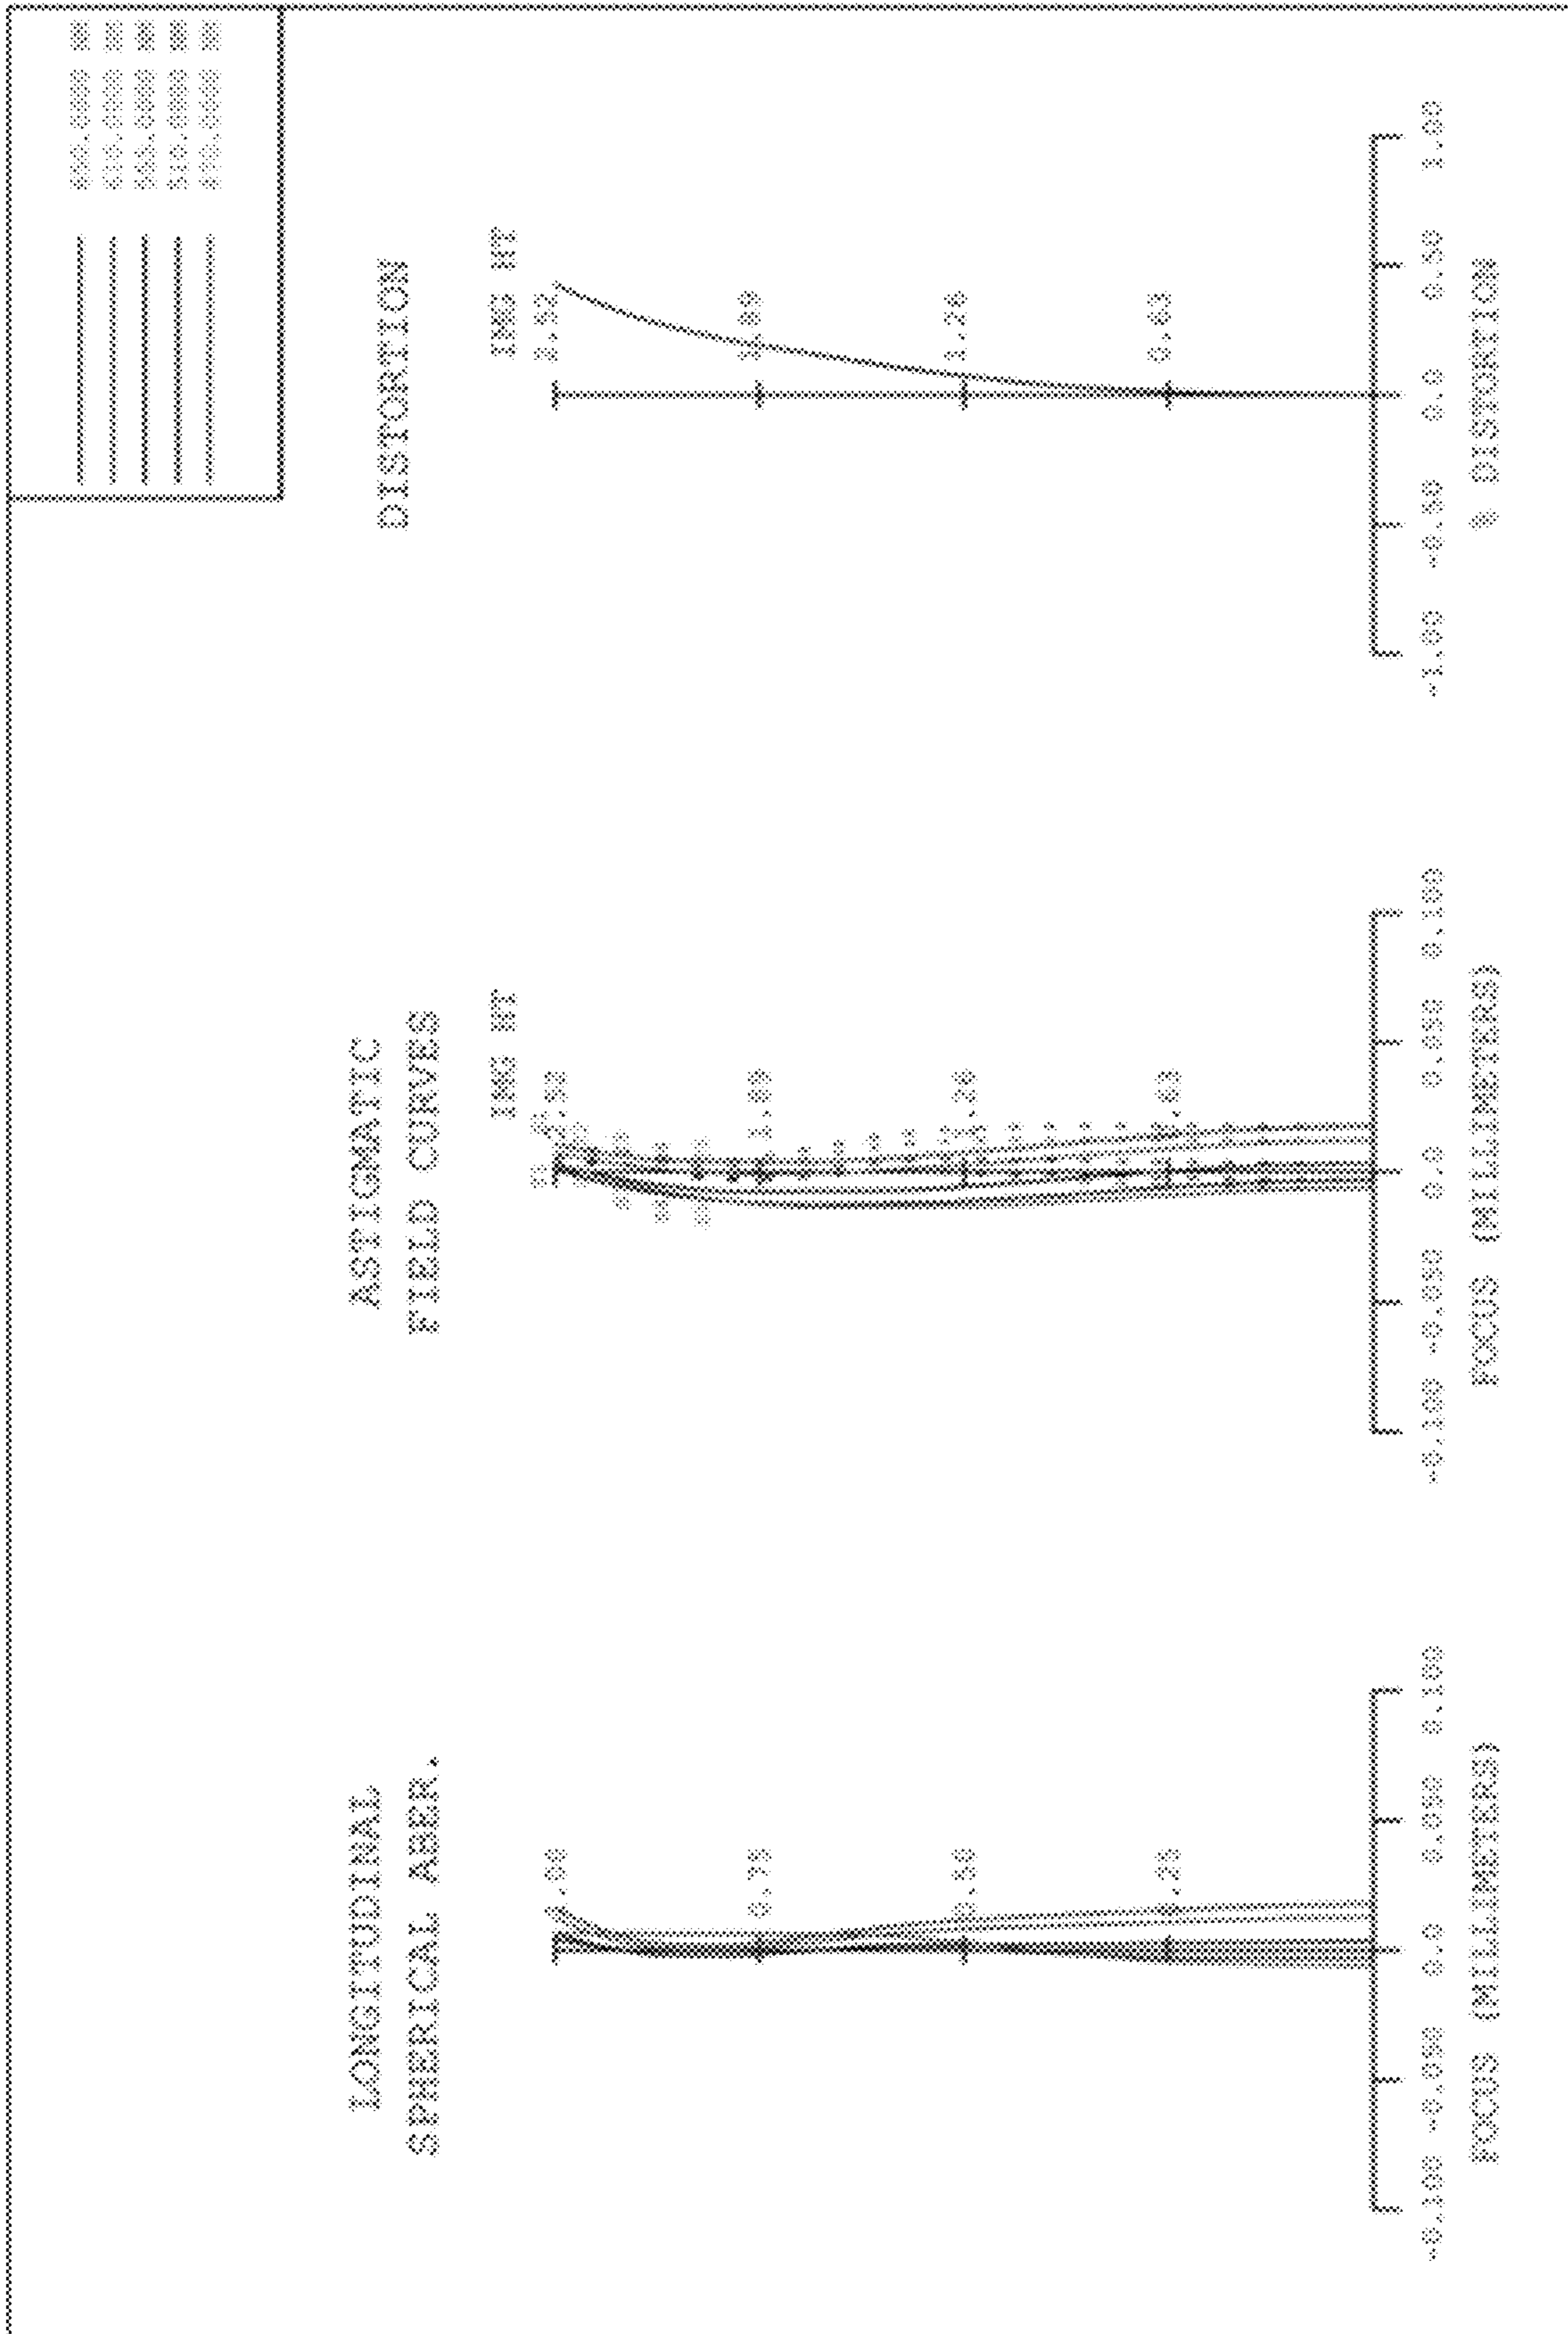 LONGITUDINAL
SPHERICAL ABER.
1.00
0.75
0.50
0.25
-0.100 -0.050 0.0 0.050 0.100
FOCUS (MILLIMETERS)
ASTIGMATIC
FIELD CURVES
IMG HT
2.52
1.89
1.26
0.63
-0.100 -0.050 0.0 0.050 0.100
FOCUS (MILLIMETERS)
DISTORTION
IMG HT
2.52
1.89
1.26
0.63
-1.00 -0.50 0.0 0.50 1.00
% DISTORTION